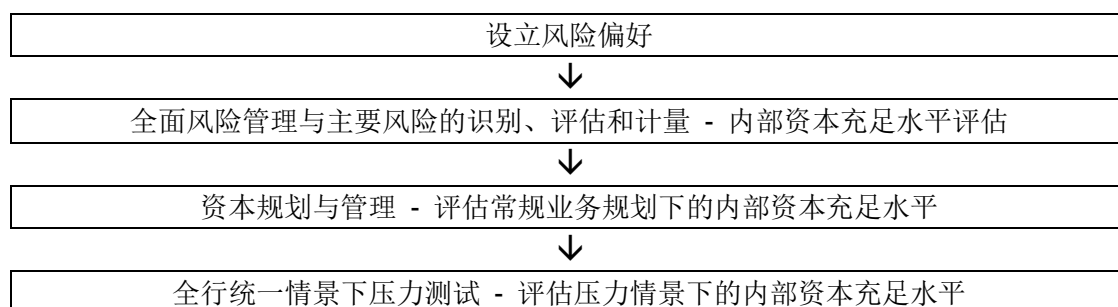 设立风险偏好
全面风险管理与主要风险的识别、评估和计量 - 内部资本充足水平评估
资本规划与管理 - 评估常规业务规划下的内部资本充足水平
全行统一情景下压力测试 - 评估压力情景下的内部资本充足水平